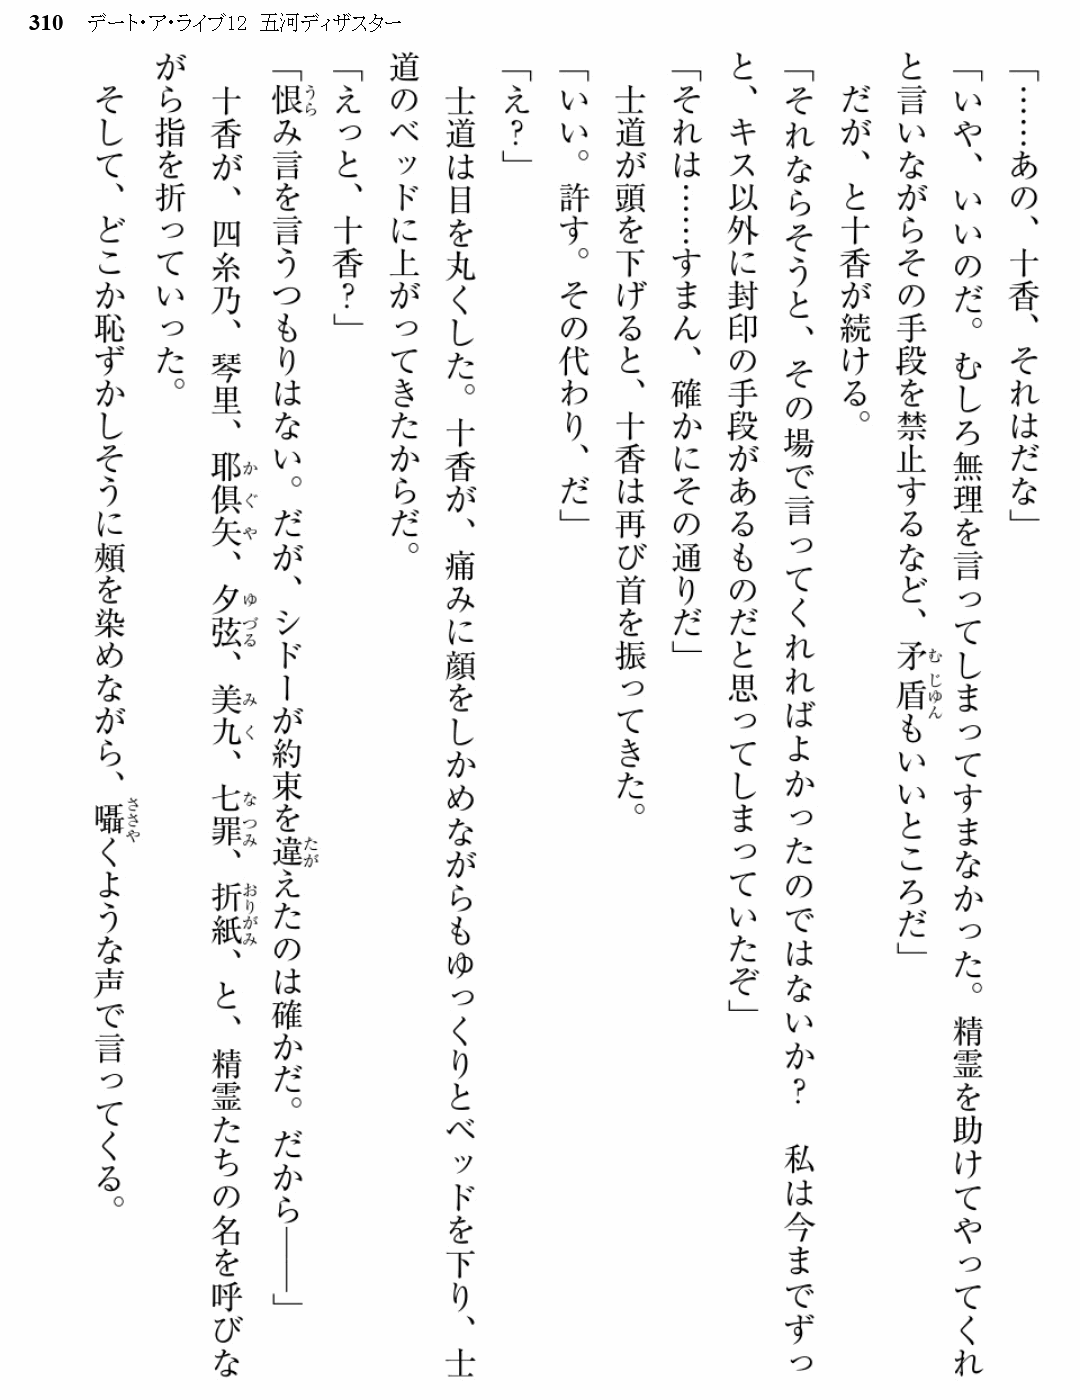 310 デート・ア・ライブ12 五河ディザスター
「……あの、十香、それはだな」
「いや、いいのだ。むしろ無理を言ってしまってすまなかった。精霊を助けてやってくれ
と言いながらその手段を禁止するなど、矛盾もいいところだ」
だが、と十香が続ける。
「それならそうと、その場で言ってくれればよかったのではないか？　私は今までずっ
と、キス以外に封印の手段があるものだと思ってしまっていたぞ」
「それは……すまん、確かにその通りだ」
士道が頭を下げると、十香は再び首を振ってきた。
「いい。許す。その代わり、だ」
「え？」
士道は目を丸くした。十香が、痛みに顔をしかめながらもゆっくりとベッドを下り、士
道のベッドに上がってきたからだ。
「えっと、十香？」
「恨み言を言うつもりはない。だが、シドーが約束を違えたのは確かだ。だから――」
十香が、四糸乃、琴里、耶倶矢、夕弦、美九、七罪、折紙、と、精霊たちの名を呼びな
がら指を折っていった。
そして、どこか恥ずかしそうに頬を染めながら、囁くような声で言ってくる。